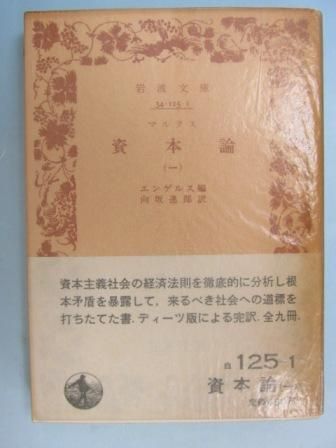 岩波文庫
34-125-1
マルクス
資本論
(一)
エンゲルス編
向坂逸郎訳
資本主義社会の経済法則を徹底的に分析し根
本矛盾を暴露して,来るべき社会への道標を
打ちたてた書.ディーツ版による完訳.全九冊.
白 125-1
資本論 一
定価